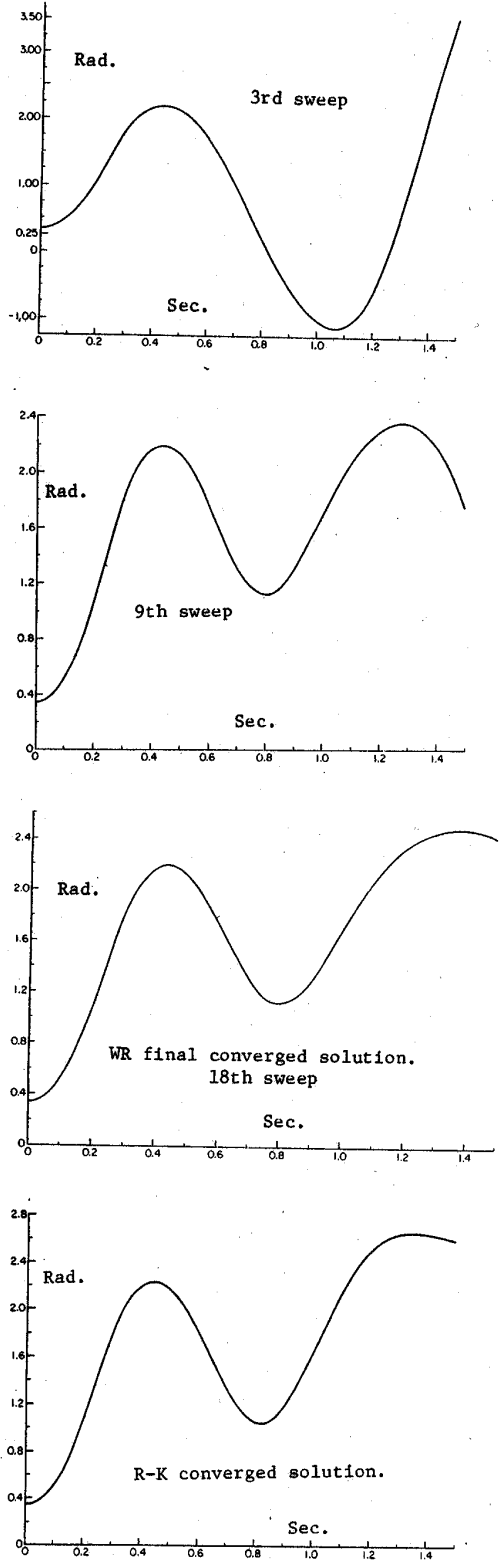 3.50
3.00
Rad.
3rd sweep
2.00
1.00
0.25
0
Sec.
-1,00
0 0.2 0.4 0.6 0.8 1.0 1.2 1.4
2.4
2.0
Rad.
1.6
1.2
9th sweep
0.8
0.4
Sec.
0
0 0.2 0.4 0.6 0.8 1.0 1.2 1.4
2.4
2.0
Rad.
1.6
1.2
0.8
WR final converged solution.
18th sweep
0.4
Sec.
0
0 0.2 0.4 0.6 0.8 1.0 1.2 1.4
2.8
2.4
Rad.
2.0
1.6
1.2
0.8
R-K converged solution.
0.4
Sec.
0
0 0.2 0.4 0.6 0.8 1.0 1.2 1.4